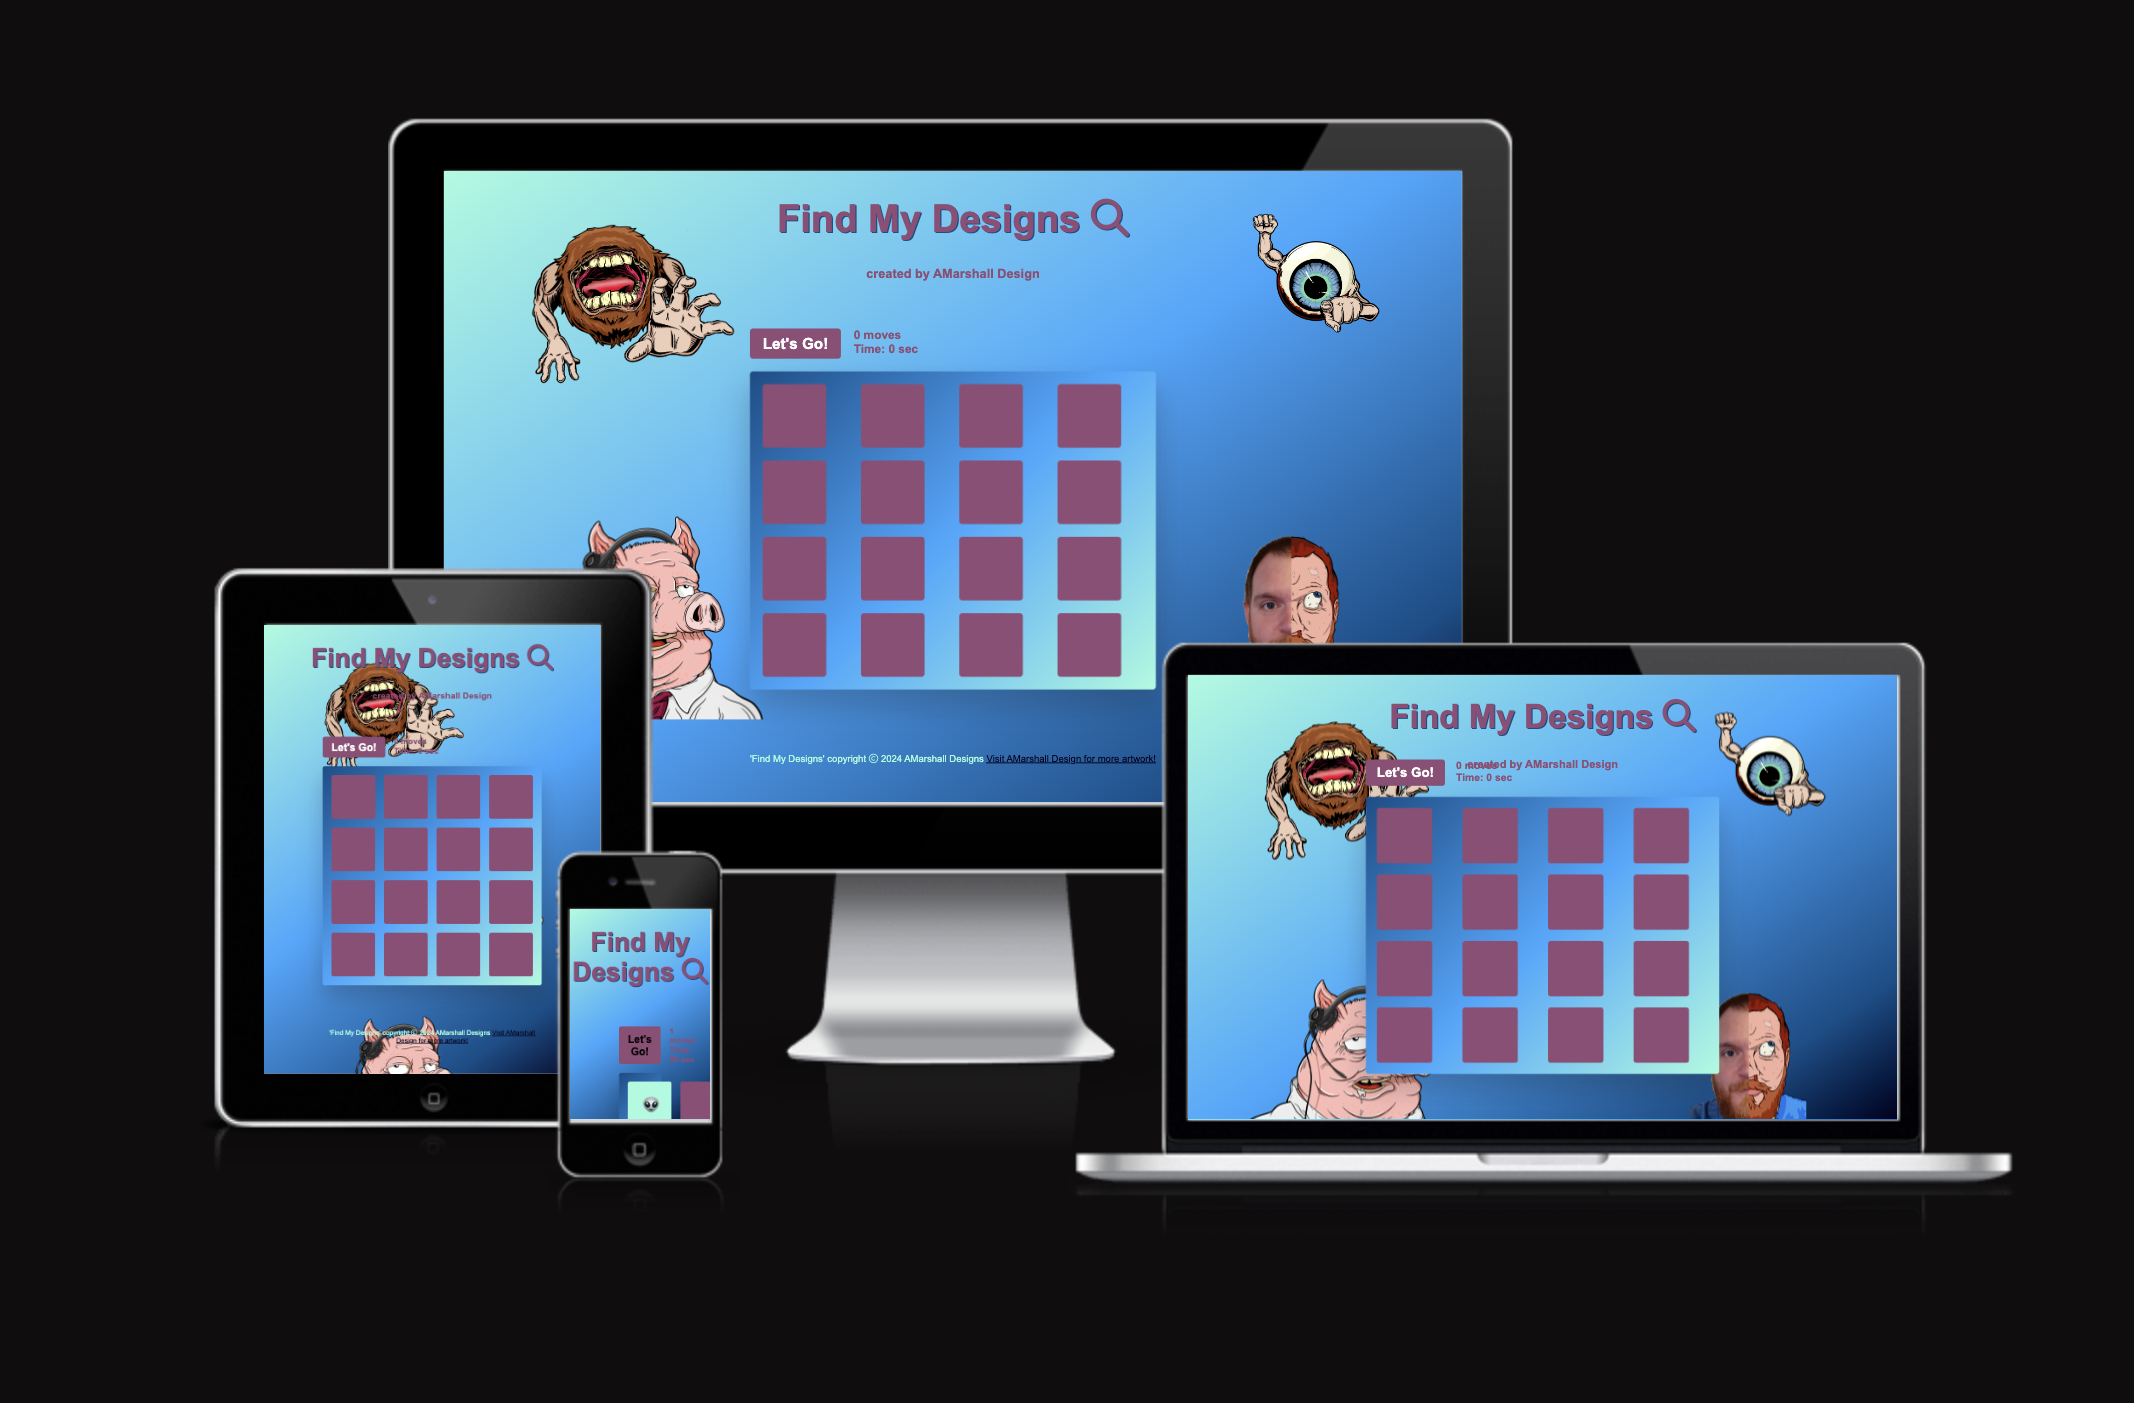 Find My Designs
created by AMarshall Design
Let's Go!
0 moves
Time: 0 sec
'Find My Designs' copyright © 2024 AMarshall Designs Visit AMarshall Design for more artwork!
Find My Designs
created by AMarshall Design
Let's Go!
moves
'Find My Designs' copyright © 2024 AMarshall Designs Visit AMarshall
Design for more artwork!
Find My
Designs
Let's
Go!
Find My Designs
created by AMarshall Design
Let's Go!
0 moves
Time: 0 sec